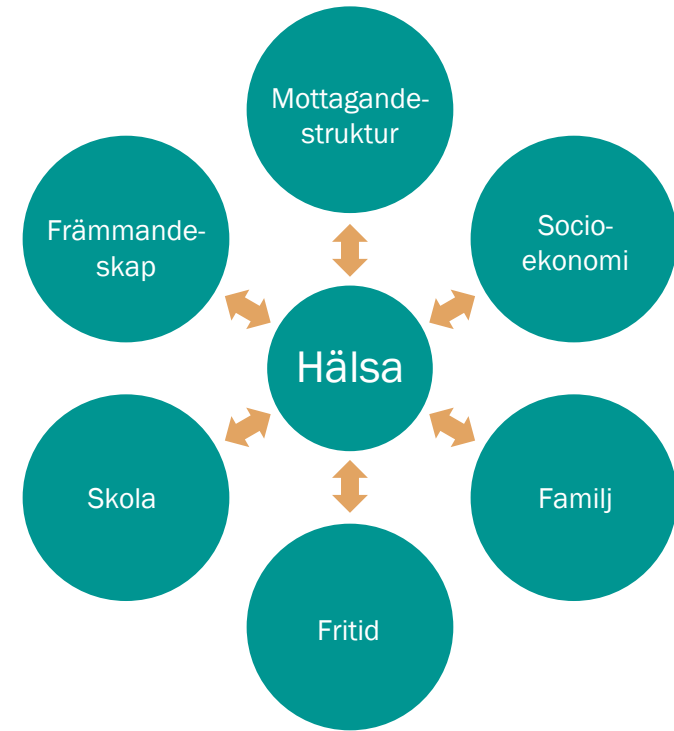 Mottagande-
struktur
Främmande-
skap
Socio-
ekonomi
Hälsa
Skola
Familj
Fritid